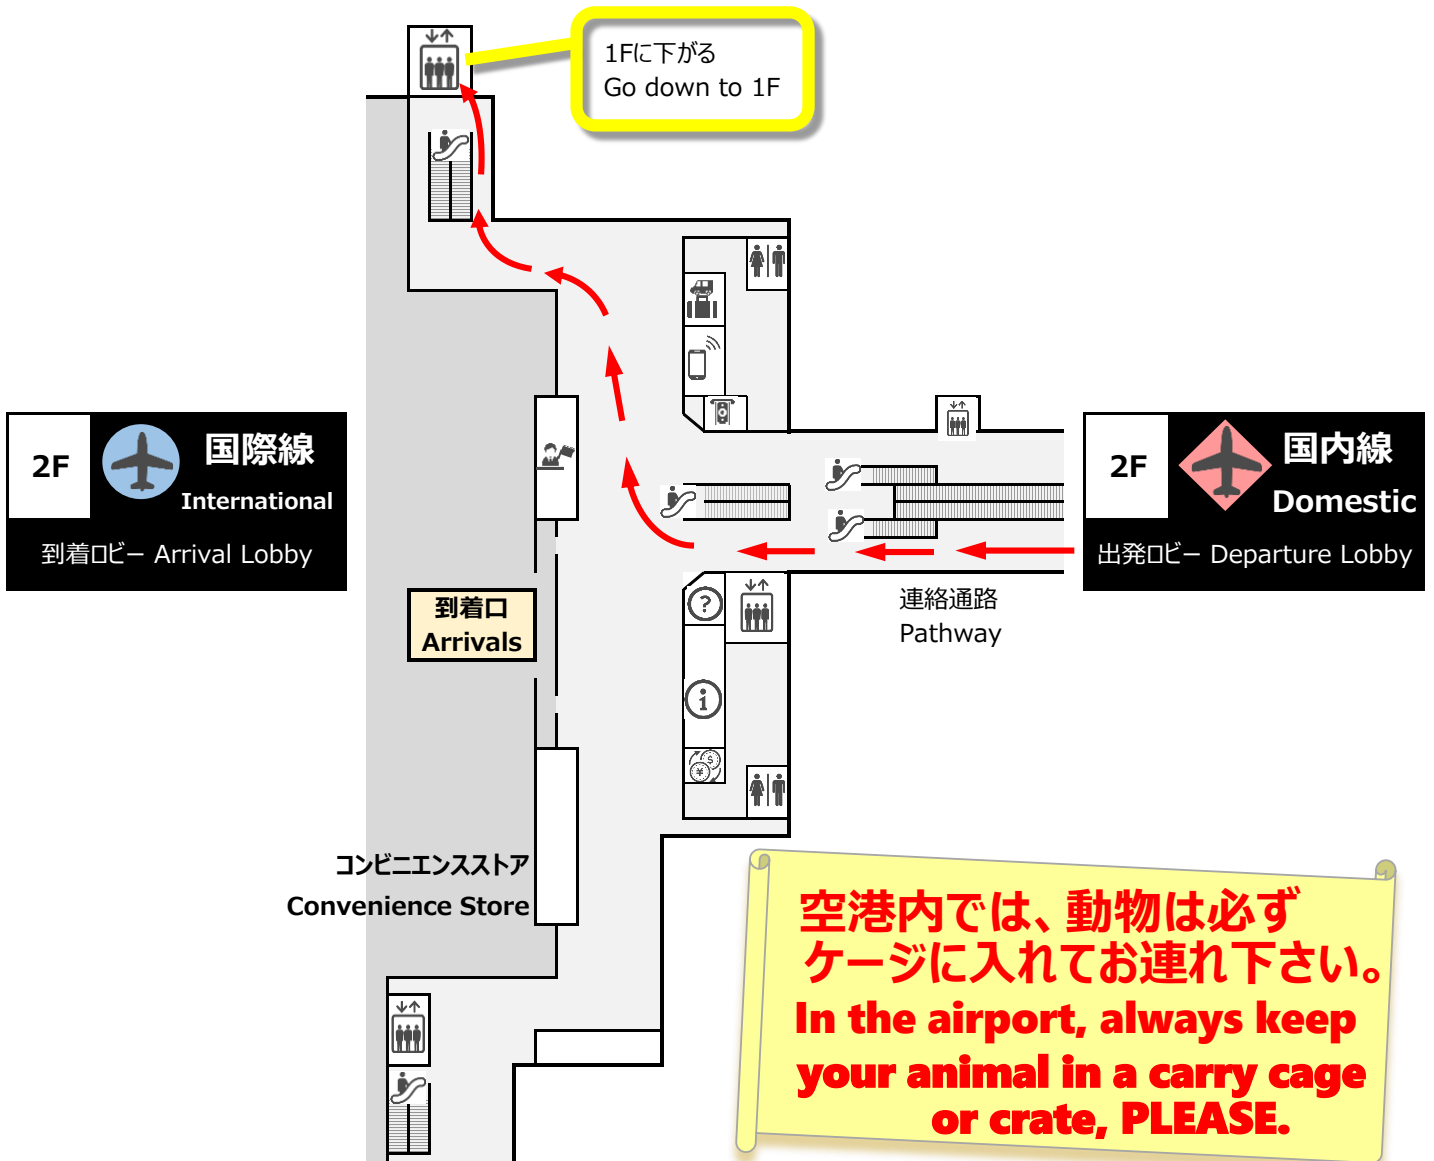 1Fに下がる
Go down to 1F
2F
国際線
International
到着ロビー Arrival Lobby
2F
国内線
Domestic
出発ロビー Departure Lobby
到着口
Arrivals
連絡通路
Pathway
コンビニエンスストア
Convenience Store
空港内では、動物は必ず
ケージに入れてお連れ下さい。
In the airport, always keep
your animal in a carry cage
or crate, PLEASE.